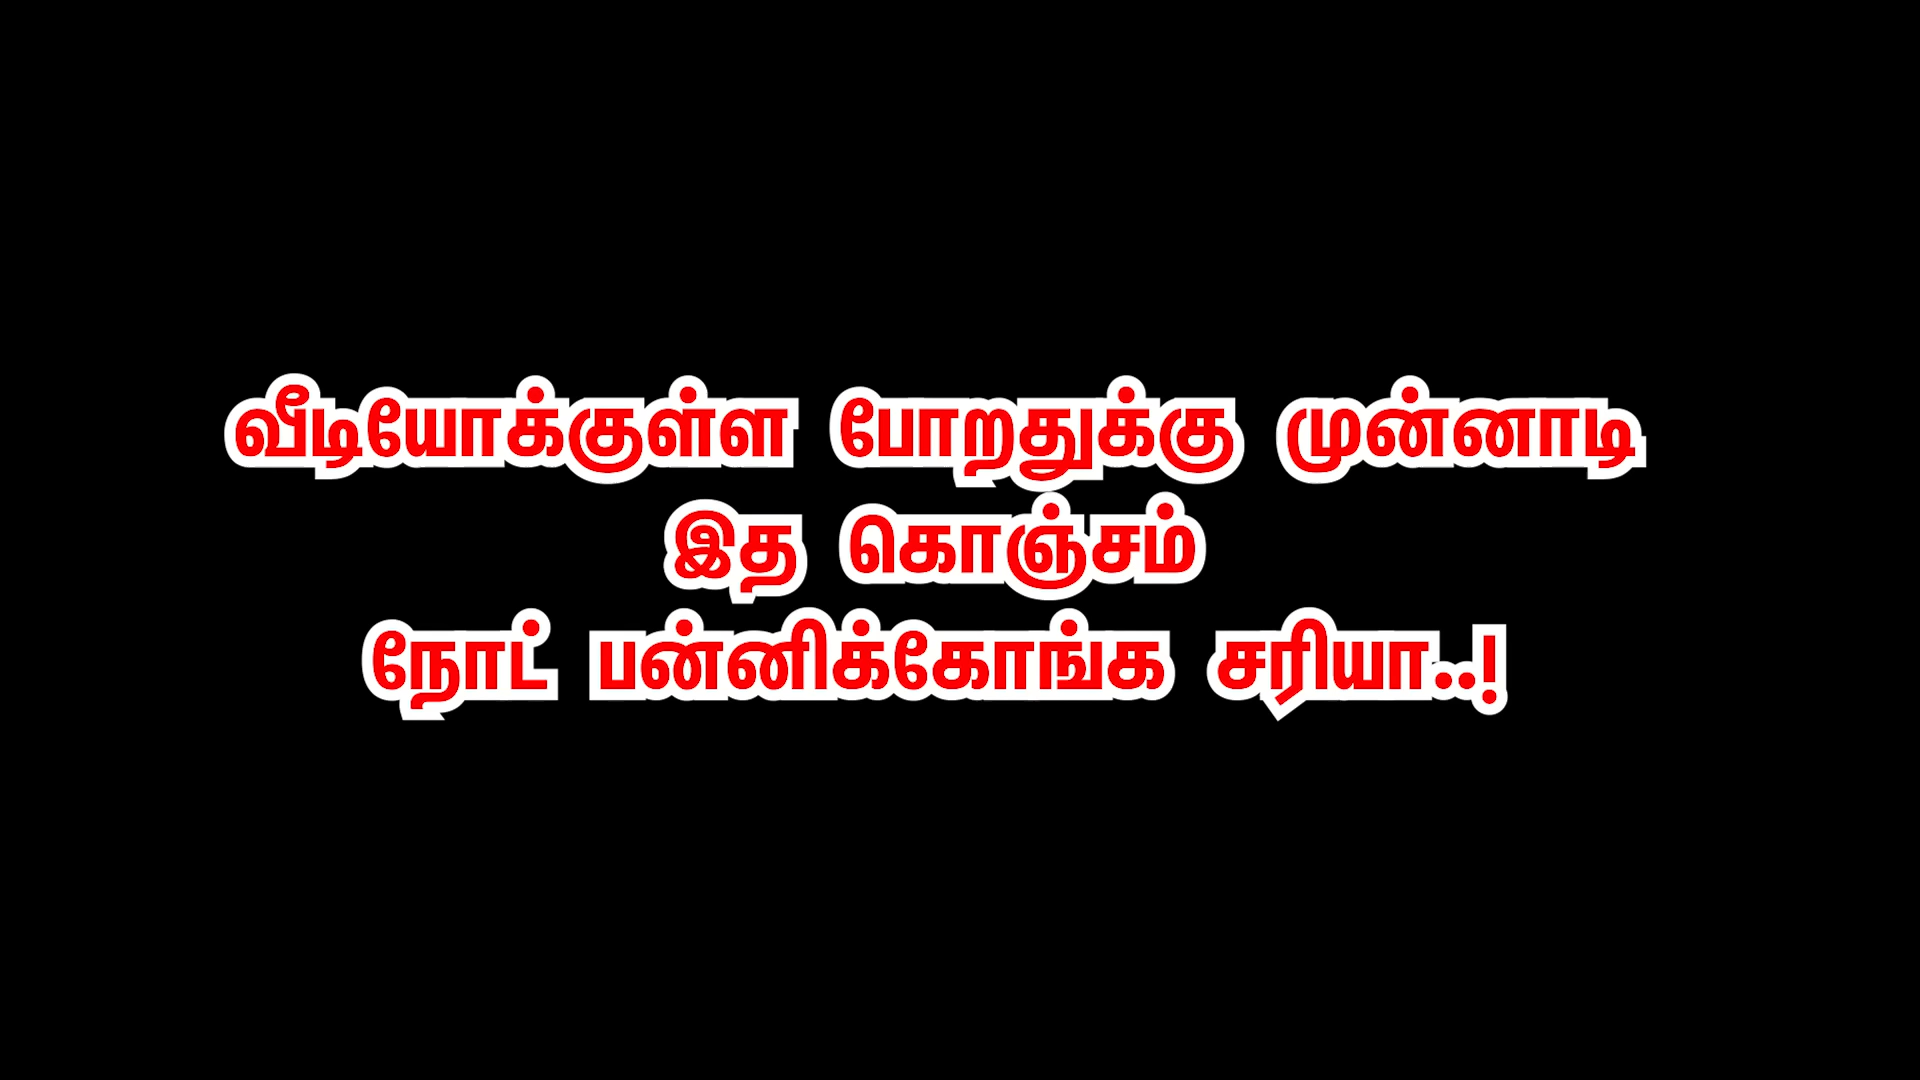 வீடியோக்குள்ள போறதுக்கு முன்னாடி
இத கொஞ்சம்
நோட் பன்னிக்கோங்க சரியா..!